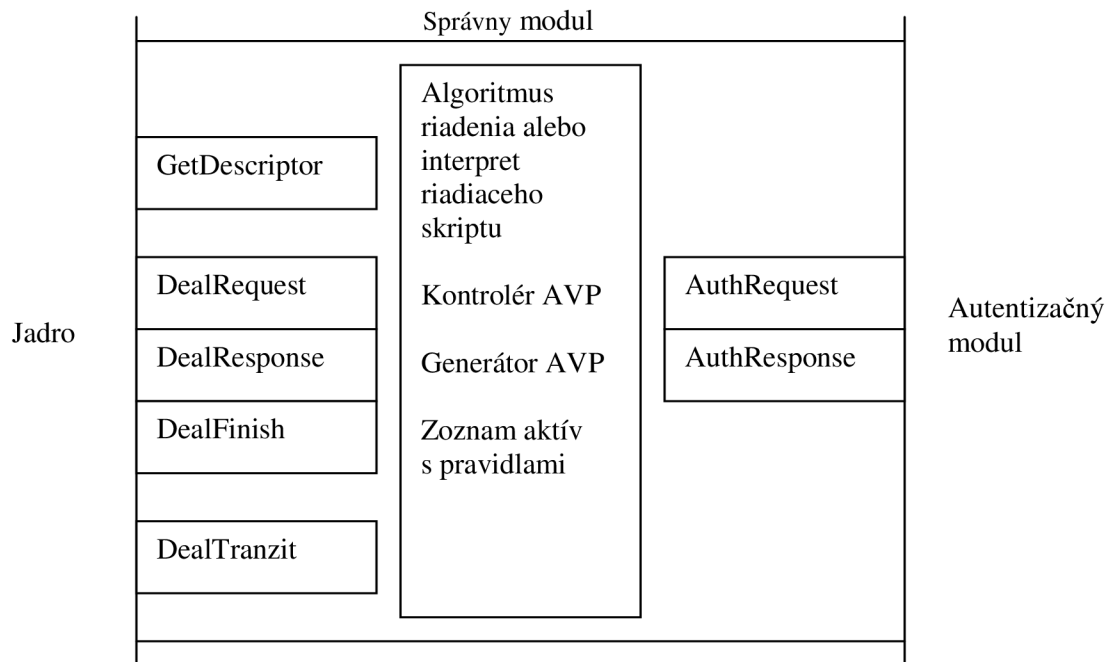 Správny modul
Jadro
GetDescriptor
DealRequest
DealResponse
DealFinish
DealTranzit
Algoritmus
riadenia alebo
interpret
riadiaceho
skriptu
Kontrolér AVP
Generátor AVP
Zoznam aktív
s pravidlami
AuthRequest
AuthResponse
Autentizačný
modul